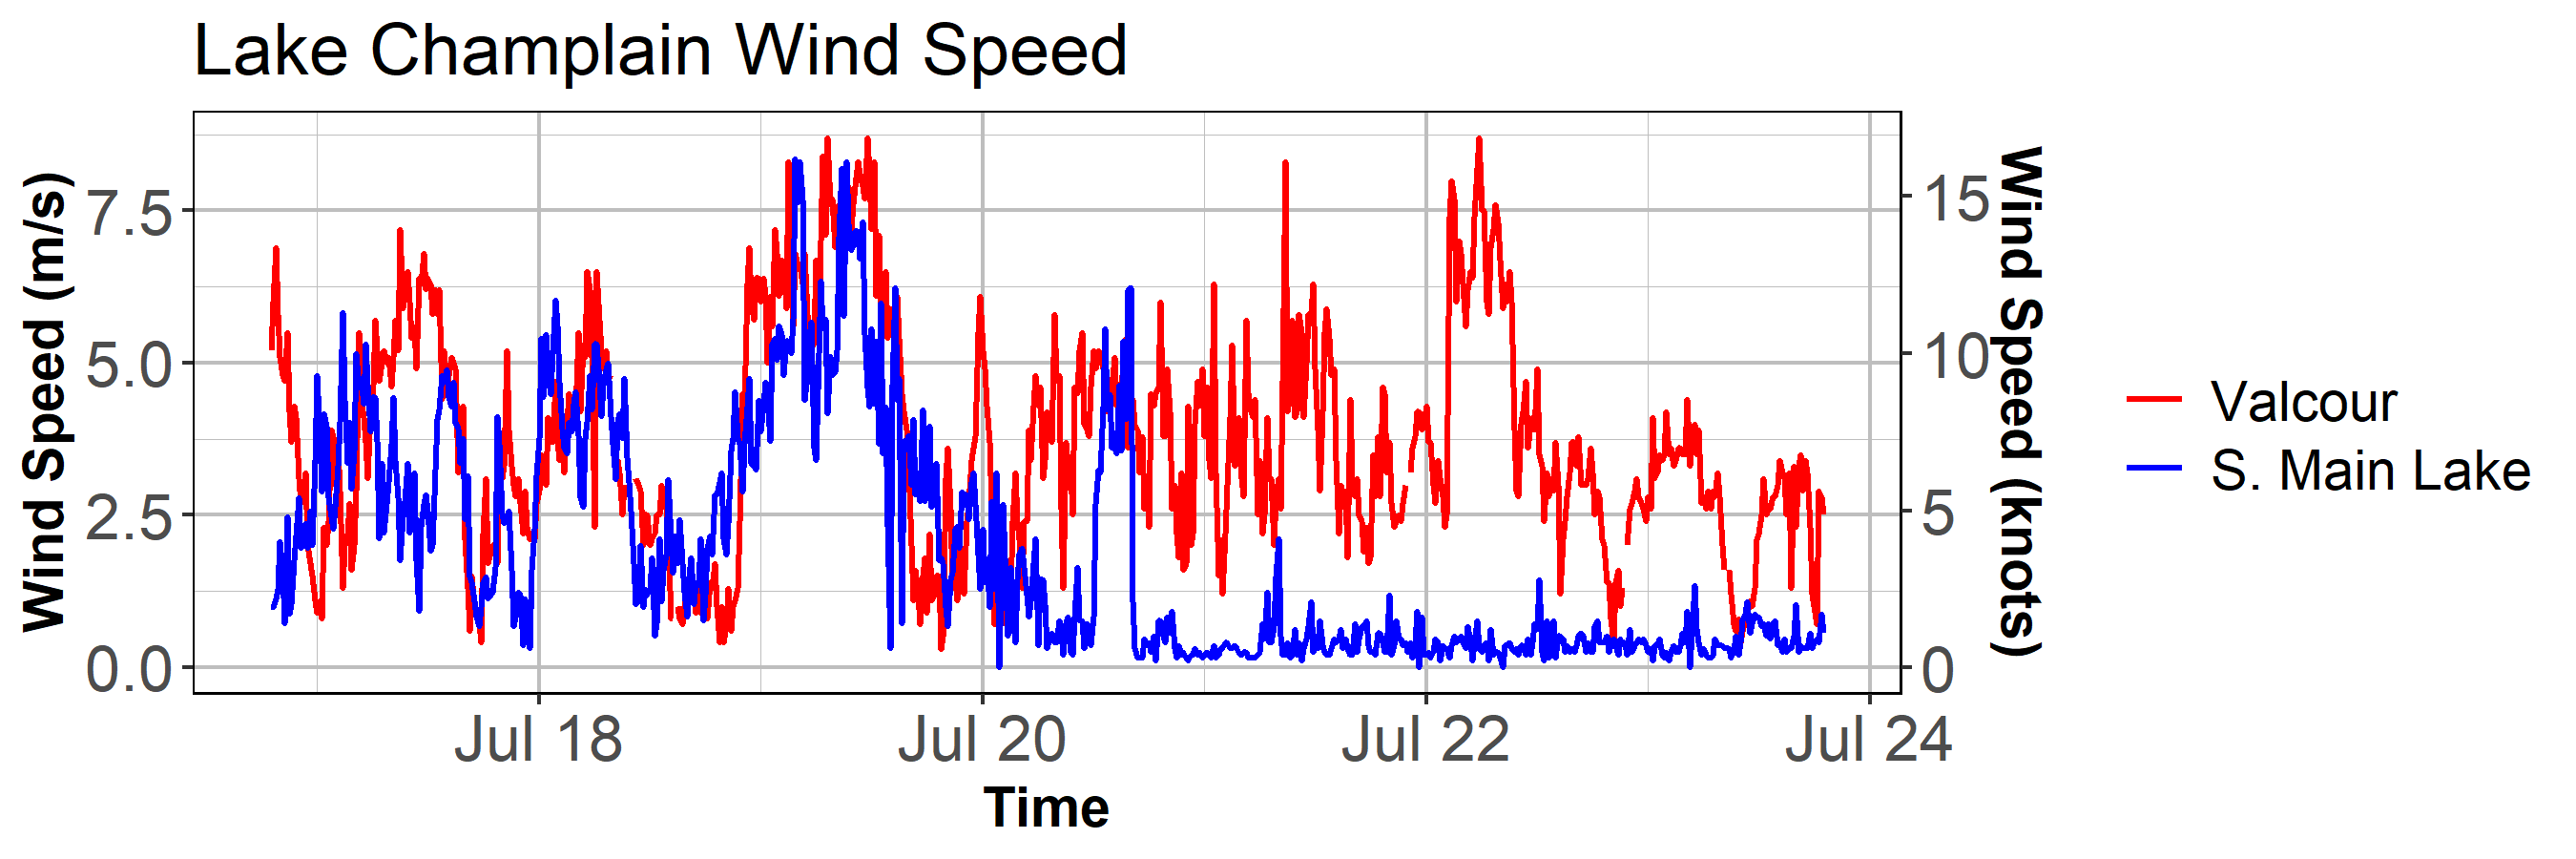 Lake Champlain Wind Speed
Wind Speed (m/s)
7.5
5.0
2.5
0.0
15
10
5
0
Wind Speed (knots)
Jul 18
Jul 20
Jul 22
Jul 24
Time
Valcour
S. Main Lake